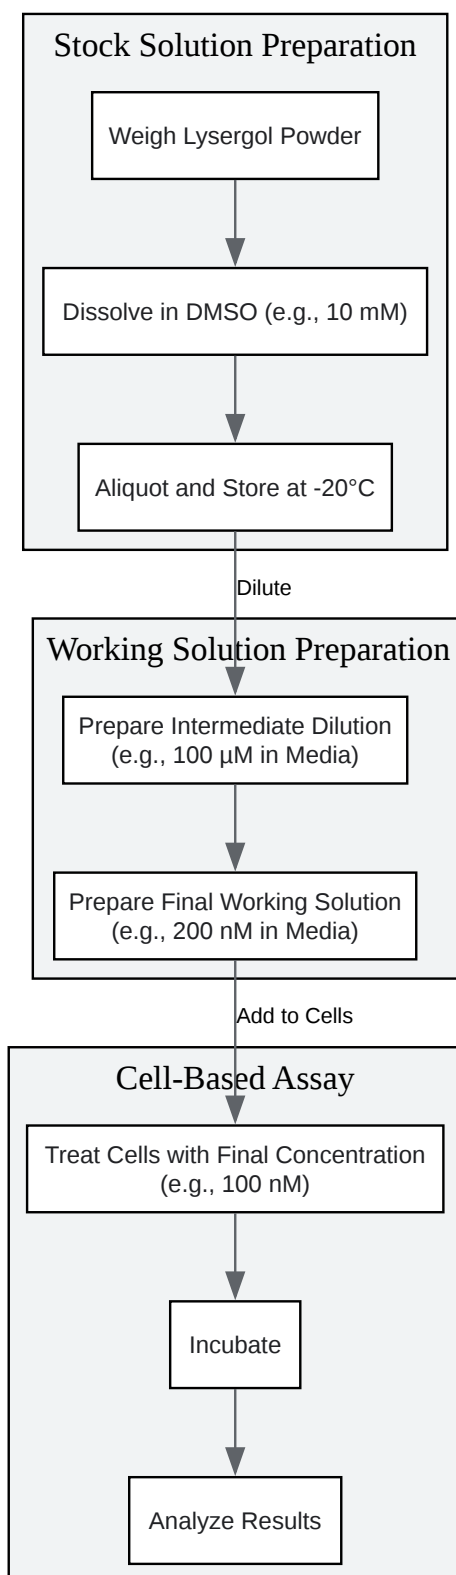 Stock Solution Preparation
Weigh Lysergol Powder
Dissolve in DMSO (e.g., 10 mM)
Aliquot and Store at -20°C
Dilute
Working Solution Preparation
Prepare Intermediate Dilution
(e.g., 100 µM in Media)
Prepare Final Working Solution
(e.g., 200 nM in Media)
Add to Cells
Cell-Based Assay
Treat Cells with Final Concentration
(e.g., 100 nM)
Incubate
Analyze Results